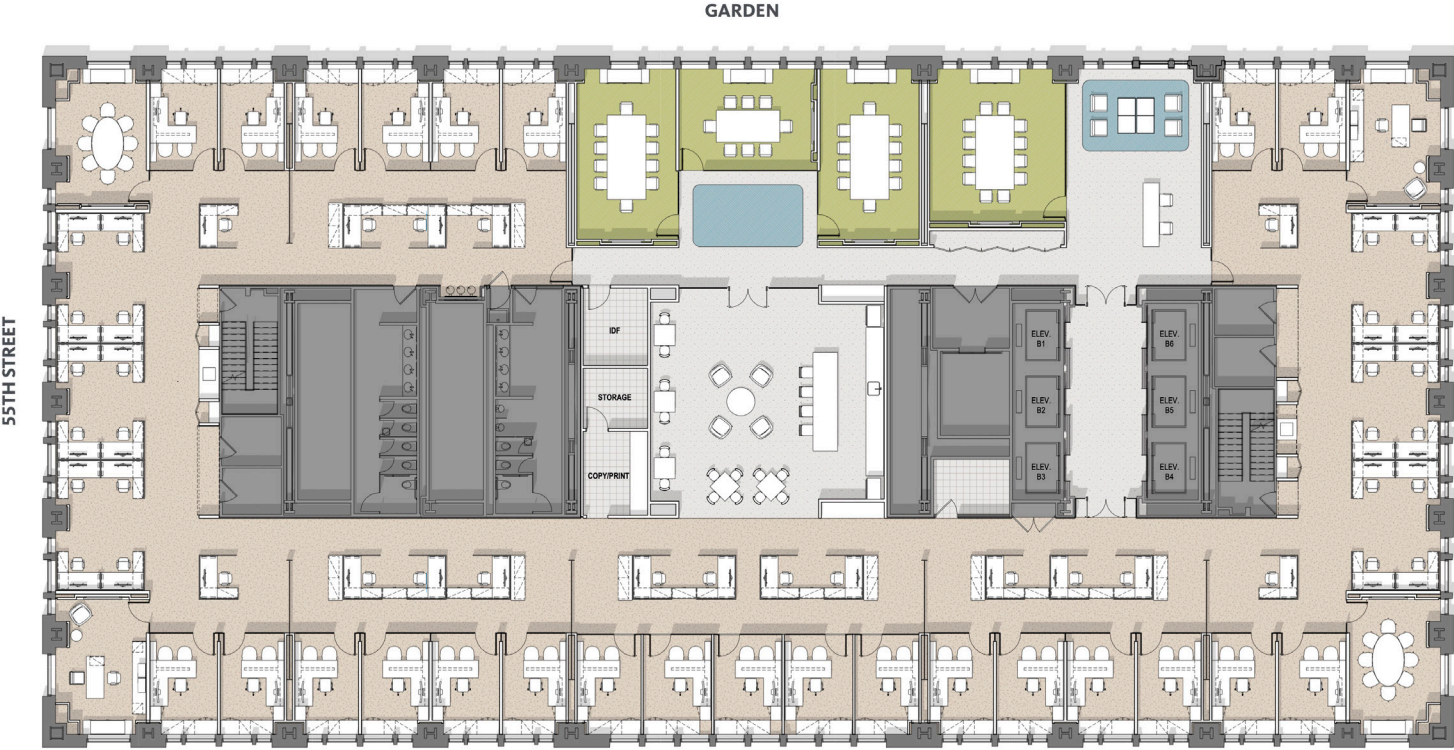 GARDEN
55TH STREET
IDF
STORAGE
COPY/PRINT
ELEV.
B1
ELEV.
B2
ELEV.
B3
ELEV.
B6
ELEV.
B5
ELEV.
B4